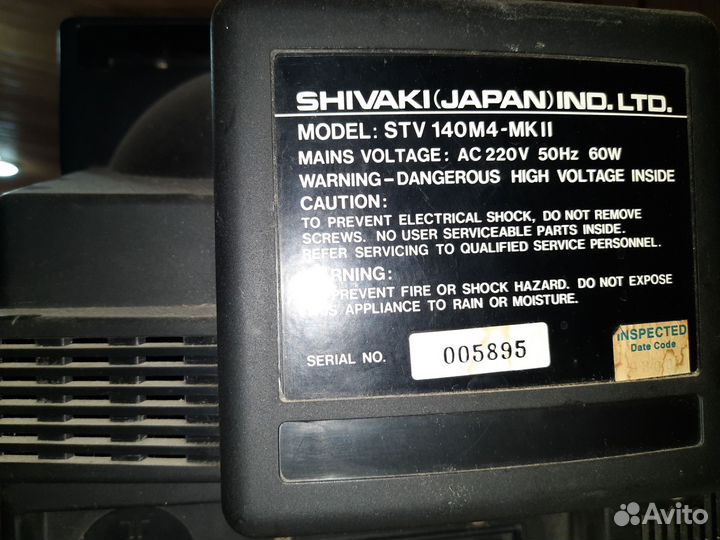 SHIVAKI(JAPAN)IND.LTD.
MODEL: STV 140M4-MKII
MAINS VOLTAGE: AC 220V 50Hz 60W
WARNING-DANGEROUS HIGH VOLTAGE INSIDE
CAUTION:
TO PREVENT ELECTRICAL SHOCK, DO NOT REMOVE
SCREWS. NO USER SERVICEABLE PARTS INSIDE.
REFER SERVICING TO QUALIFIED SERVICE PERSONNEL.
WARNING:
PREVENT FIRE OR SHOCK HAZARD. DO NOT EXPOSE
THIS APPLIANCE TO RAIN OR MOISTURE.
SERIAL NO. 005895
INSPECTED
Date Code
Avito